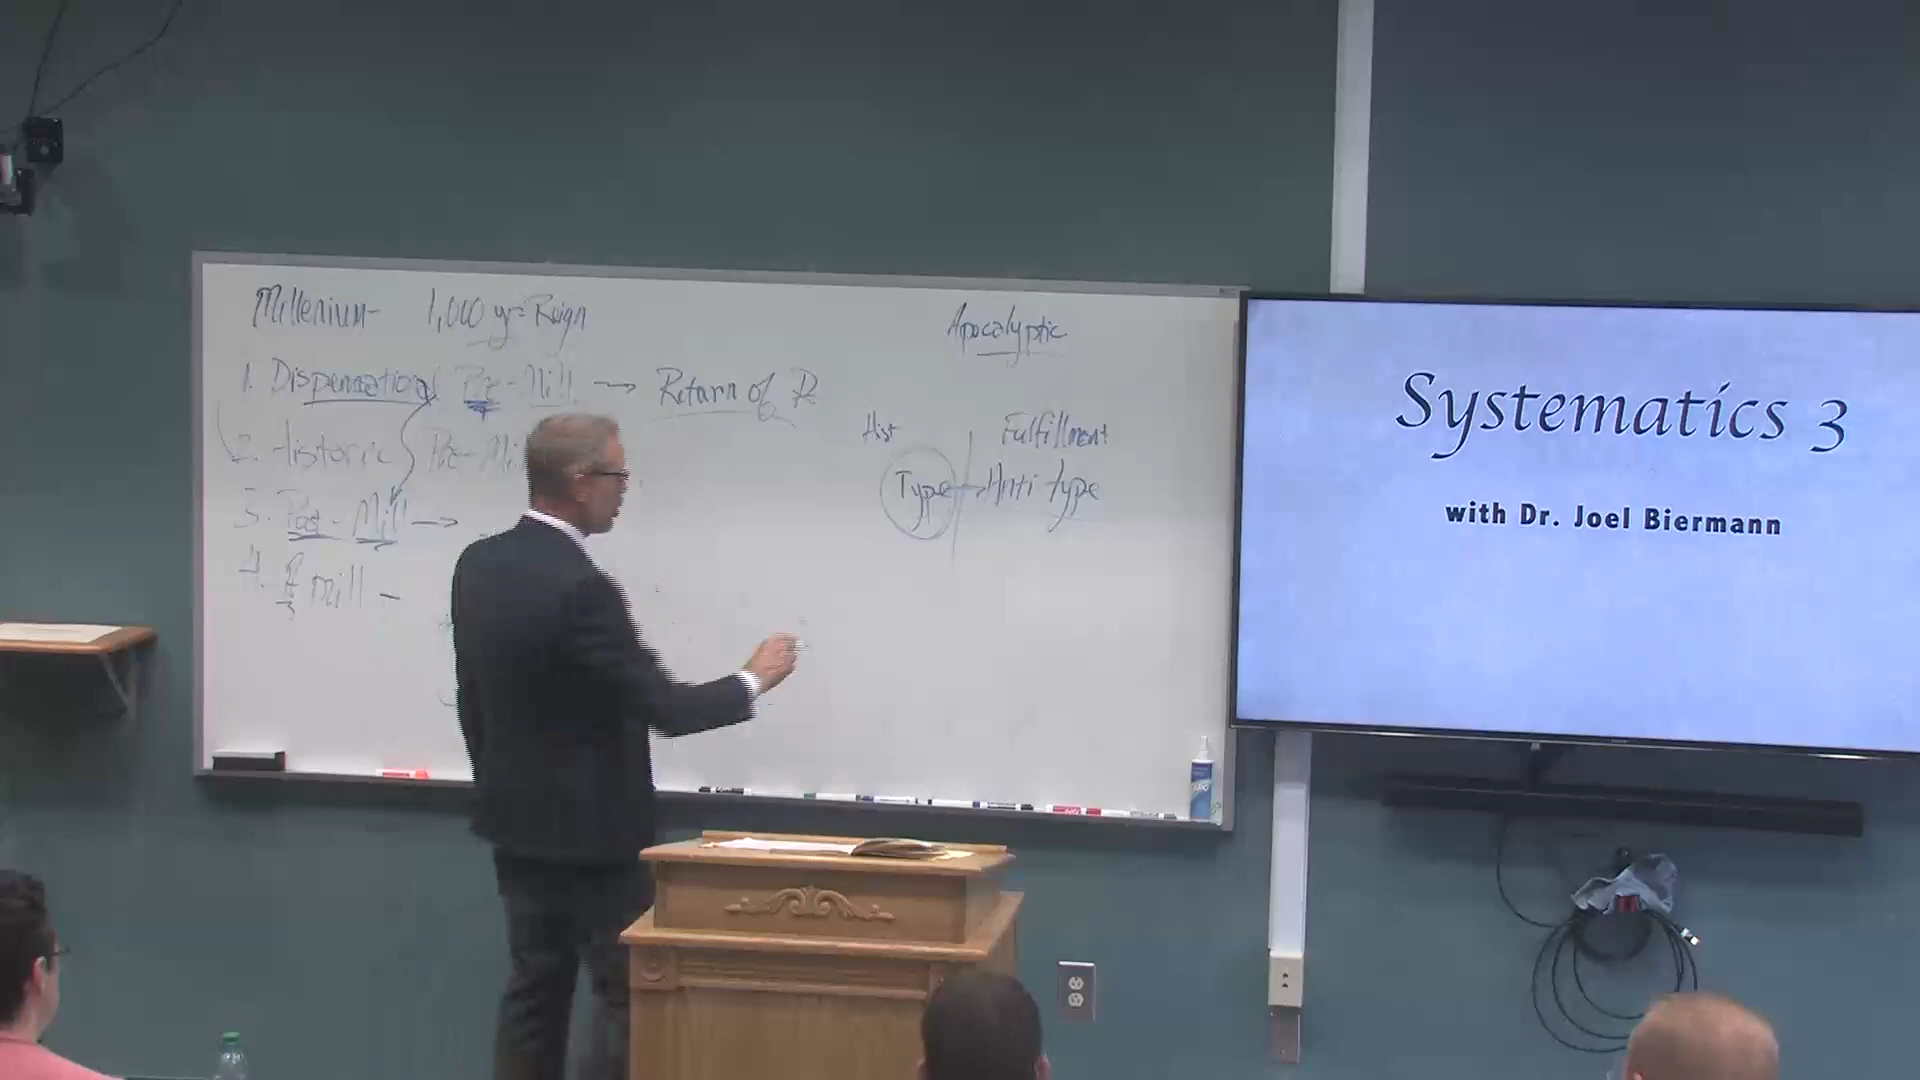 Millenium- 1,000 yr Reign
1. Dispensational Pre-Mill → Return of
2. Historic Pre-Mill
3. Post-Mill →
4. mill -
Apocalyptic
Hist Fulfillment
Type → Anti type
Systematics 3
with Dr. Joel Biermann